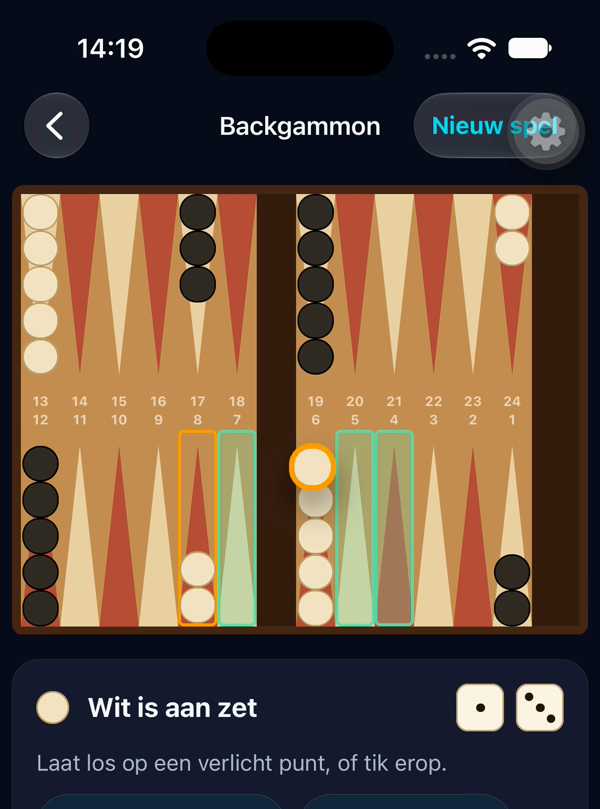 14:19
Backgammon
Nieuw spel
13 14 15 16 17 18 19 20 21 22 23 24
12 11 10 9 8 7 6 5 4 3 2 1
Wit is aan zet
Laat los op een verlicht punt, of tik erop.